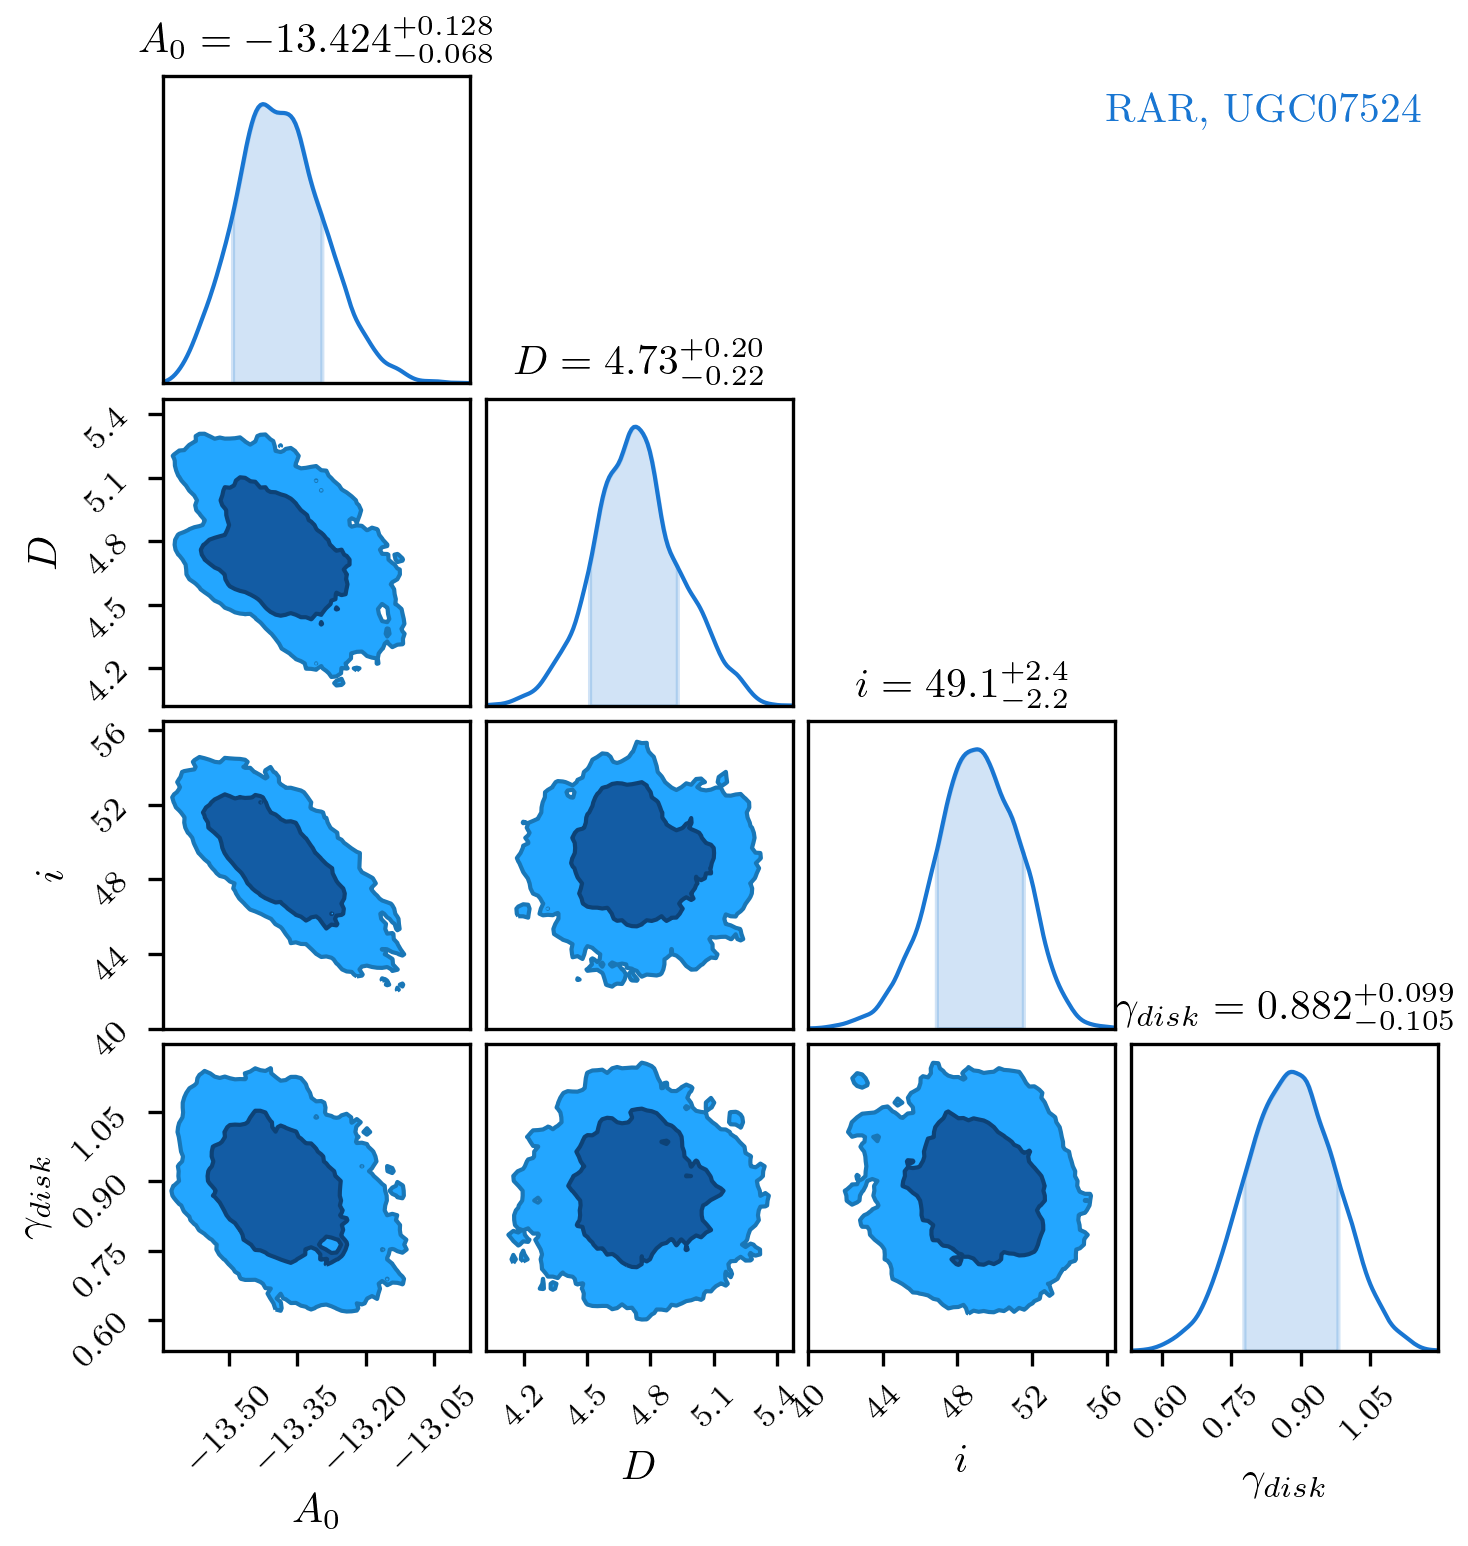 A_0 = −13.424^{+0.128}_{−0.068}
RAR, UGC07524
D = 4.73^{+0.20}_{−0.22}
5.4
5.1
4.8
4.5
4.2
D
i = 49.1^{+2.4}_{−2.2}
56
52
48
44
40
i
γ_{disk} = 0.882^{+0.099}_{−0.105}
1.05
0.90
0.75
0.60
γ_{disk}
−13.50 −13.35 −13.20 −13.05
4.2 4.5 4.8 5.1 5.4
40 44 48 52 56
0.60 0.75 0.90 1.05
A_0
D
i
γ_{disk}